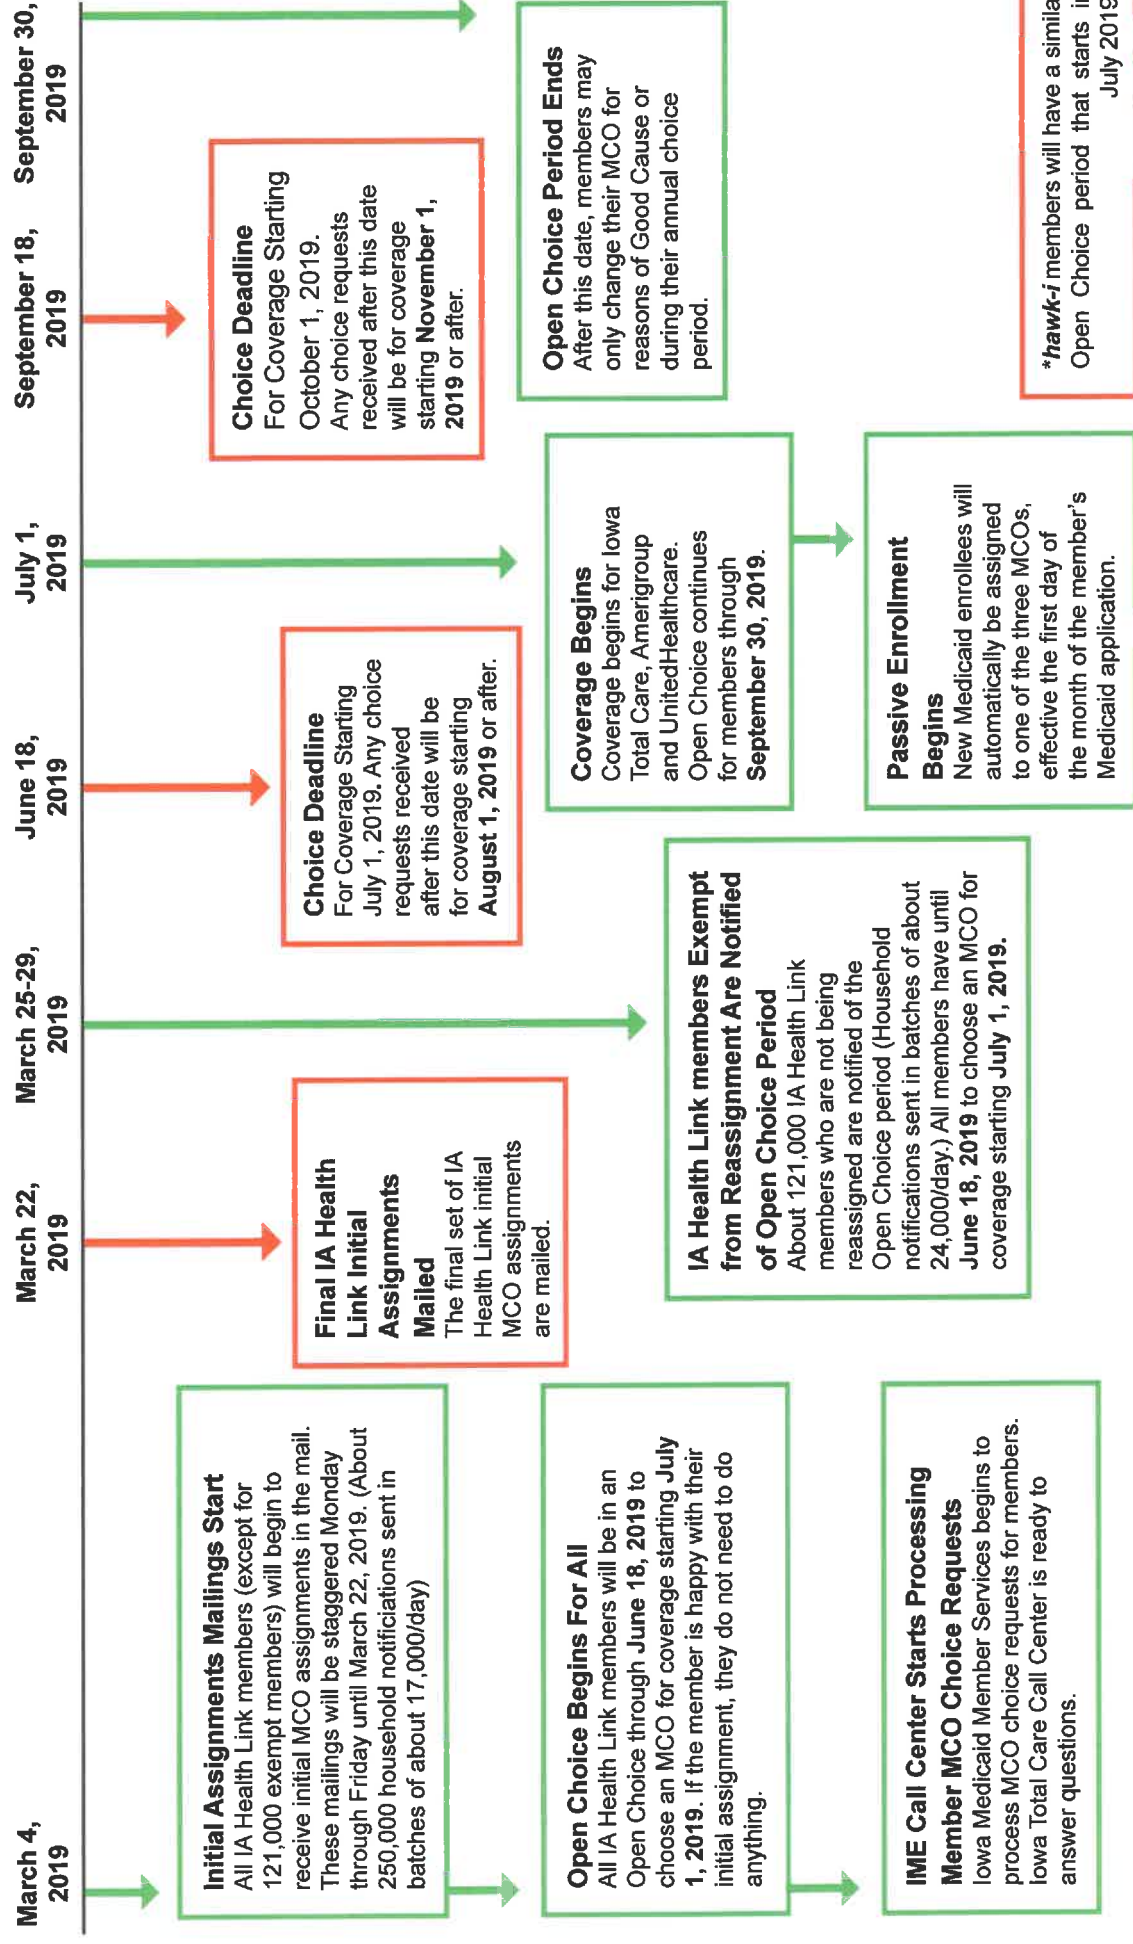 March 4,
2019
Initial Assignments Mailings Start
All IA Health Link members (except for
121,000 exempt members) will begin to
receive initial MCO assignments in the mail.
These mailings will be staggered Monday
through Friday until March 22, 2019. (About
250,000 household notificiations sent in
batches of about 17,000/day)
Open Choice Begins For All
All IA Health Link members will be in an
Open Choice through June 18, 2019 to
choose an MCO for coverage starting July
1, 2019. If the member is happy with their
initial assignment, they do not need to do
anything.
IME Call Center Starts Processing
Member MCO Choice Requests
Iowa Medicaid Member Services begins to
process MCO choice requests for members.
Iowa Total Care Call Center is ready to
answer questions.
March 22,
2019
Final IA Health
Link Initial
Assignments
Mailed
The final set of IA
Health Link initial
MCO assignments
are mailed.
March 25-29,
2019
IA Health Link members Exempt
from Reassignment Are Notified
of Open Choice Period
About 121,000 IA Health Link
members who are not being
reassigned are notified of the
Open Choice period (Household
notifications sent in batches of about
24,000/day.) All members have until
June 18, 2019 to choose an MCO for
coverage starting July 1, 2019.
June 18,
2019
Choice Deadline
For Coverage Starting
July 1, 2019. Any choice
requests received
after this date will be
for coverage starting
August 1, 2019 or after.
July 1,
2019
Coverage Begins
Coverage begins for Iowa
Total Care, Amerigroup
and UnitedHealthcare.
Open Choice continues
for members through
September 30, 2019.
Passive Enrollment
Begins
New Medicaid enrollees will
automatically be assigned
to one of the three MCOs,
effective the first day of
the month of the member's
Medicaid application.
September 18,
2019
Choice Deadline
For Coverage Starting
October 1, 2019.
Any choice requests
received after this date
will be for coverage
starting November 1,
2019 or after.
September 30,
2019
Open Choice Period Ends
After this date, members may
only change their MCO for
reasons of Good Cause or
during their annual choice
period.
*hawk-i members will have a simila
Open Choice period that starts i
July 2019